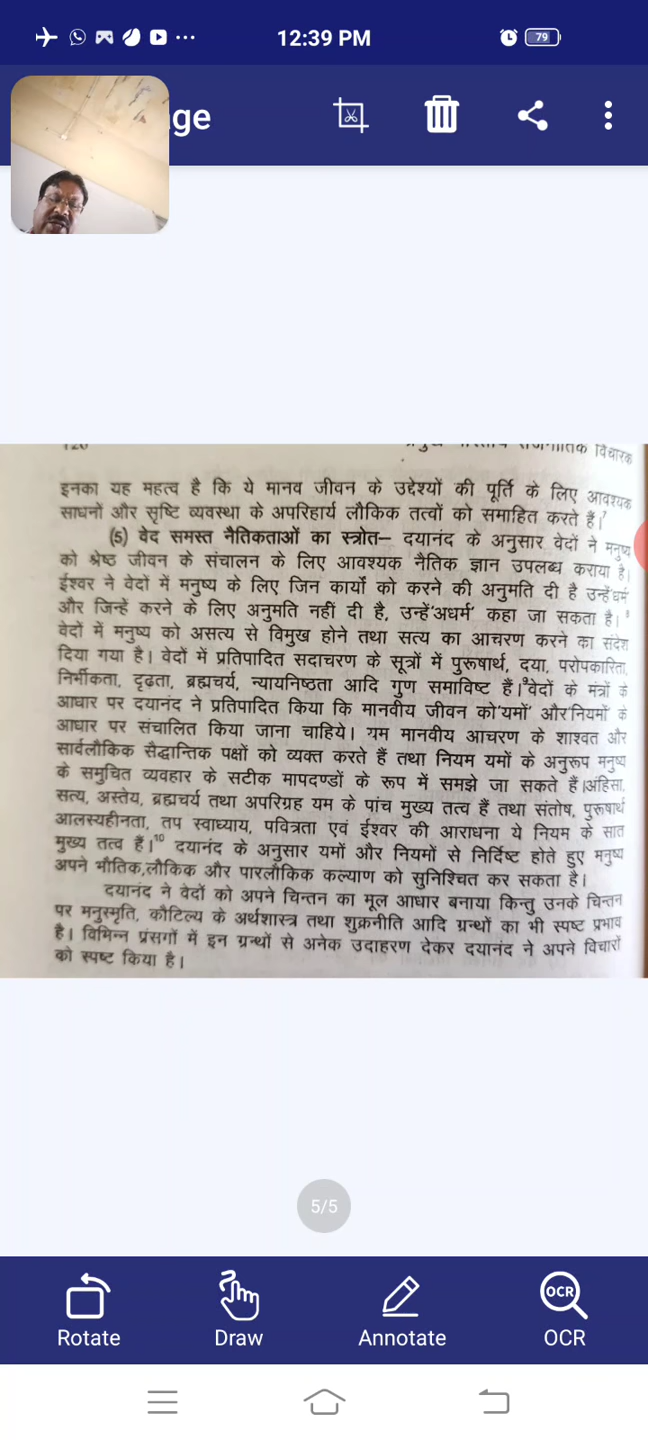 12:39 PM
79
ge
120
इनका यह महत्व है कि ये मानव जीवन के उद्देश्यों की पूर्ति के लिए आवश्यक
साधनों और सृष्टि व्यवस्था के अपरिहार्य लौकिक तत्वों को समाहित करते हैं।⁷
(5) वेद समस्त नैतिकताओं का स्त्रोत– दयानंद के अनुसार वेदों ने मनुष्य
को श्रेष्ठ जीवन के संचालन के लिए आवश्यक नैतिक ज्ञान उपलब्ध कराया है।
ईश्वर ने वेदों में मनुष्य के लिए जिन कार्यो को करने की अनुमति दी है उन्हें'धर्म'
और जिन्हे करने के लिए अनुमति नहीं दी है, उन्हें'अधर्म' कहा जा सकता है।⁸
वेदों में मनुष्य को असत्य से विमुख होने तथा सत्य का आचरण करने का संदेश
दिया गया है। वेदों में प्रतिपादित सदाचरण के सूत्रों में पुरूषार्थ, दया, परोपकारिता,
निर्भीकता, दृढ़ता, ब्रह्मचर्य, न्यायनिष्ठता आदि गुण समाविष्ट हैं।⁹वेदों के मंत्रों के
आधार पर दयानंद ने प्रतिपादित किया कि मानवीय जीवन को'यमों' और'नियमों' के
आधार पर संचालित किया जाना चाहिये। यम मानवीय आचरण के शाश्वत और
सार्वलौकिक सैद्धान्तिक पक्षों को व्यक्त करते हैं तथा नियम यमों के अनुरूप मनुष्य
के समुचित व्यवहार के सटीक मापदण्डों के रूप में समझे जा सकते हैं।अंहिसा,
सत्य, अस्तेय, ब्रह्मचर्य तथा अपरिग्रह यम के पांच मुख्य तत्व हैं तथा संतोष, पुरूषार्थ
आलस्यहीनता, तप स्वाध्याय, पवित्रता एवं ईश्वर की आराधना ये नियम के सात
मुख्य तत्व हैं।¹⁰ दयानंद के अनुसार यमों और नियमों से निर्दिष्ट होते हुए मनुष्य
अपने भौतिक,लौकिक और पारलौकिक कल्याण को सुनिश्चित कर सकता है।
दयानंद ने वेदों को अपने चिन्तन का मूल आधार बनाया किन्तु उनके चिन्तन
पर मनुस्मृति, कौटिल्य के अर्थशास्त्र तथा शुक्रनीति आदि ग्रन्थों का भी स्पष्ट प्रभाव
है। विभिन्न प्रंसगों में इन ग्रन्थों से अनेक उदाहरण देकर दयानंद ने अपने विचारों
को स्पष्ट किया है।
5/5
OCR
Rotate Draw Annotate OCR